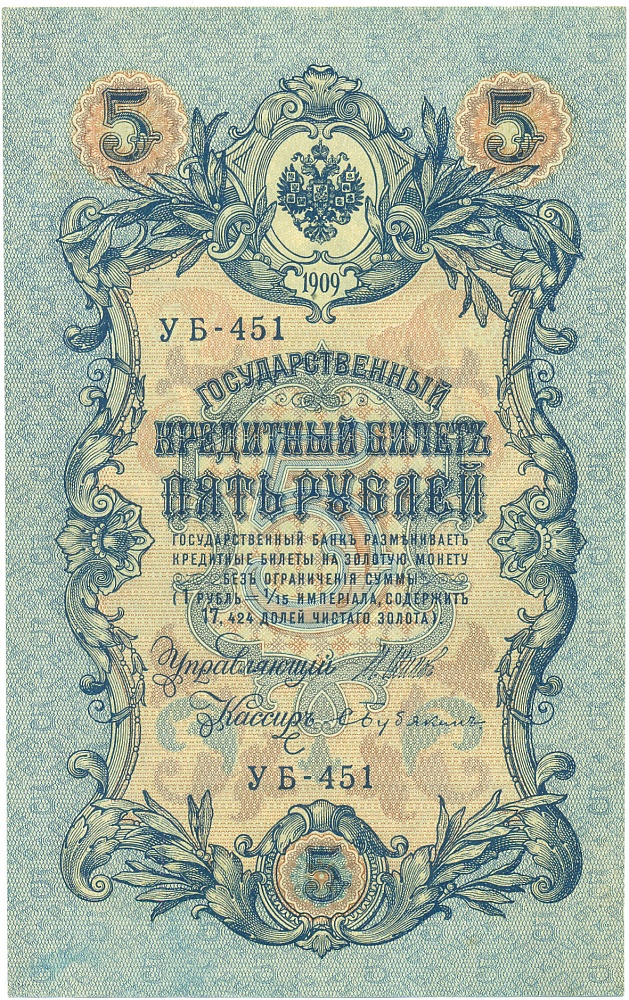 5 5
1909
УБ-451
ГОСУДАРСТВЕННЫЙ
КРЕДИТНЫЙ БИЛЕТЪ
ПЯТЬ РУБЛЕЙ
ГОСУДАРСТВЕННЫЙ БАНКЪ РАЗМѢНИВАЕТЪ
КРЕДИТНЫЕ БИЛЕТЫ НА ЗОЛОТУЮ МОНЕТУ
БЕЗЪ ОГРАНИЧЕНІЯ СУММЫ
(1 РУБЛЬ = 1/15 ИМПЕРІАЛА, СОДЕРЖИТЪ
17,424 ДОЛЕЙ ЧИСТАГО ЗОЛОТА).
Управляющій
Кассиръ
УБ-451
5